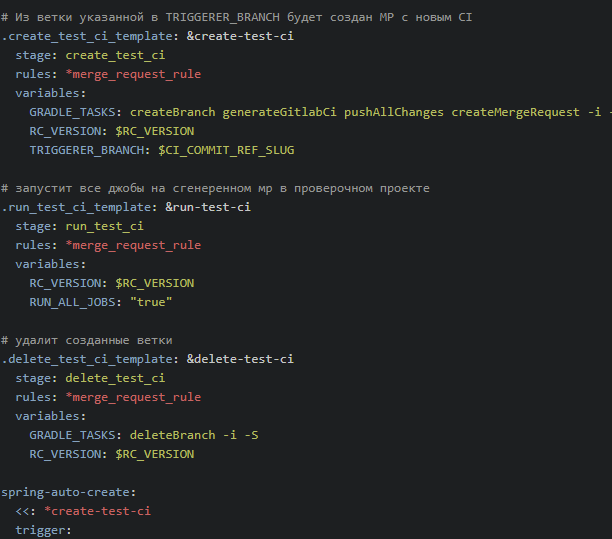 # Из ветки указанной в TRIGGERER_BRANCH будет создан МР с новым CI
.create_test_ci_template: &create-test-ci
  stage: create_test_ci
  rules: *merge_request_rule
  variables:
    GRADLE_TASKS: createBranch generateGitlabCi pushAllChanges createMergeRequest -i -
    RC_VERSION: $RC_VERSION
    TRIGGERER_BRANCH: $CI_COMMIT_REF_SLUG

# запустит все джобы на сгенеренном мр в проверочном проекте
.run_test_ci_template: &run-test-ci
  stage: run_test_ci
  rules: *merge_request_rule
  variables:
    RC_VERSION: $RC_VERSION
    RUN_ALL_JOBS: "true"

# удалит созданные ветки
.delete_test_ci_template: &delete-test-ci
  stage: delete_test_ci
  rules: *merge_request_rule
  variables:
    GRADLE_TASKS: deleteBranch -i -S
    RC_VERSION: $RC_VERSION

spring-auto-create:
  <<: *create-test-ci
  trigger: